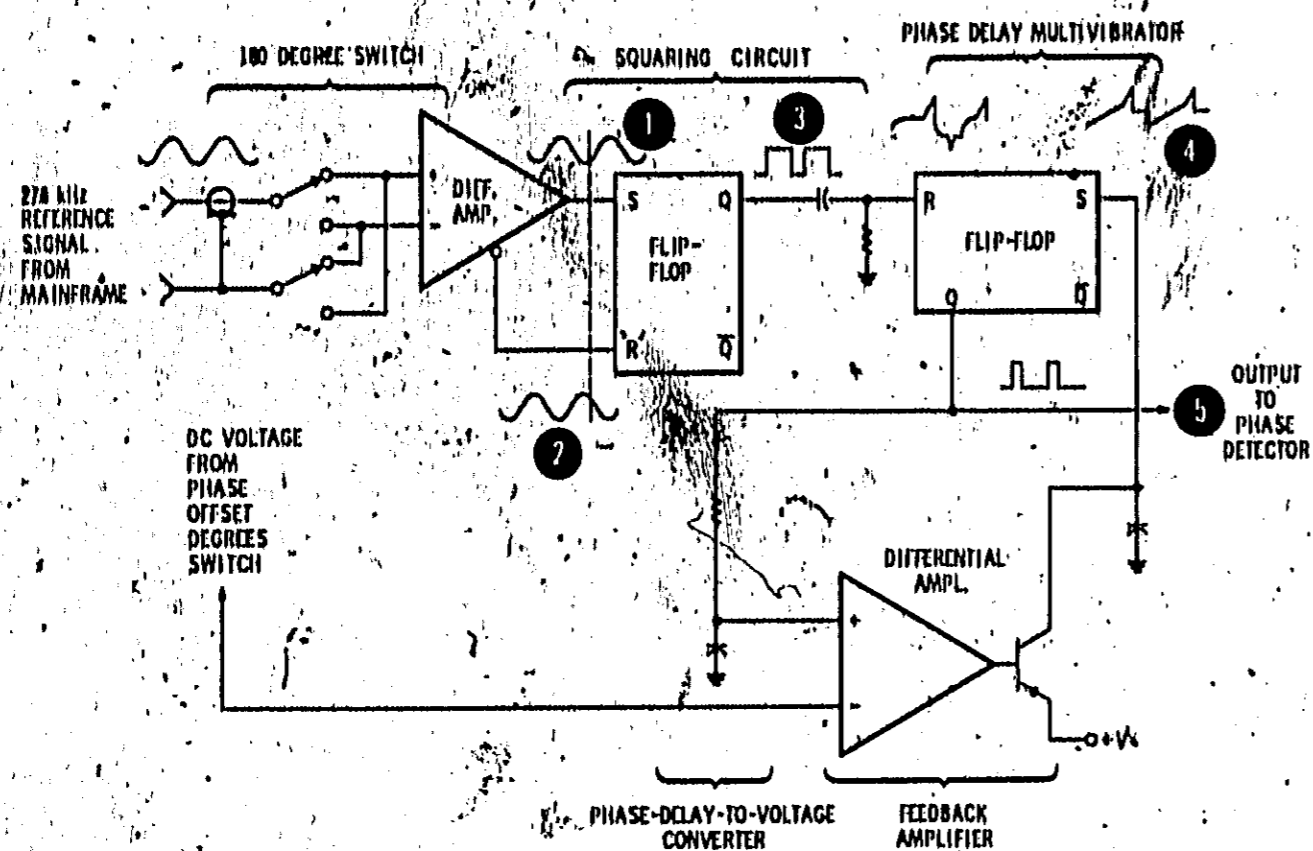 180 DEGREE SWITCH
SQUARING CIRCUIT
PHASE DELAY MULTIVIBRATOR
1
3
4
278 kHz
REFERENCE
SIGNAL
FROM
MAINFRAME
+
-
DIFF.
AMP.
S
Q
FLIP-
FLOP
R
Q
R
S
FLIP-FLOP
Q
Q
2
5
OUTPUT
TO
PHASE
DETECTOR
DC VOLTAGE
FROM
PHASE
OFFSET
DEGREES
SWITCH
DIFFERENTIAL
AMPL.
+
-
PHASE-DELAY-TO-VOLTAGE
CONVERTER
FEEDBACK
AMPLIFIER